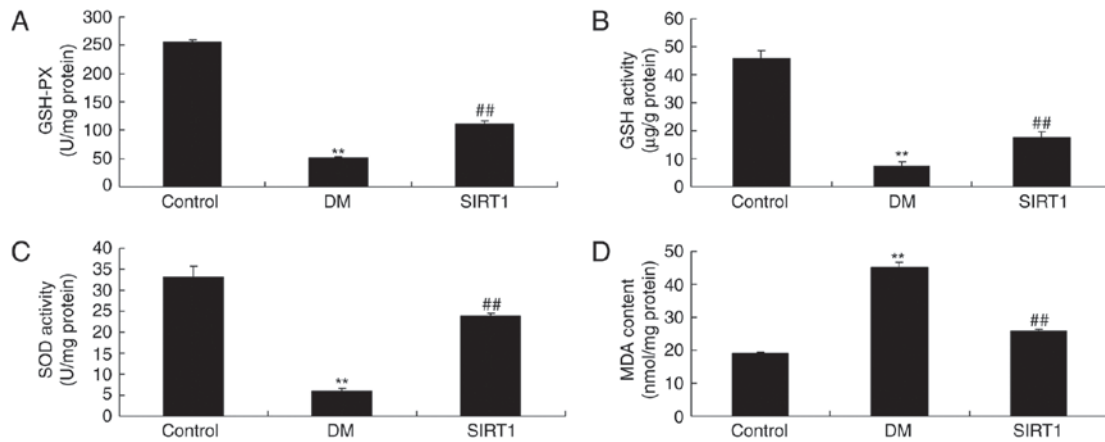 A
GSH-PX
(U/mg protein)
300
250
200
150
100
50
0
**
##
Control
DM
SIRT1
B
GSH activity
(µg/g protein)
60
50
40
30
20
10
0
**
##
Control
DM
SIRT1
C
SOD activity
(U/mg protein)
40
35
30
25
20
15
10
5
0
**
##
Control
DM
SIRT1
D
MDA content
(nmol/mg protein)
50
40
30
20
10
0
**
##
Control
DM
SIRT1